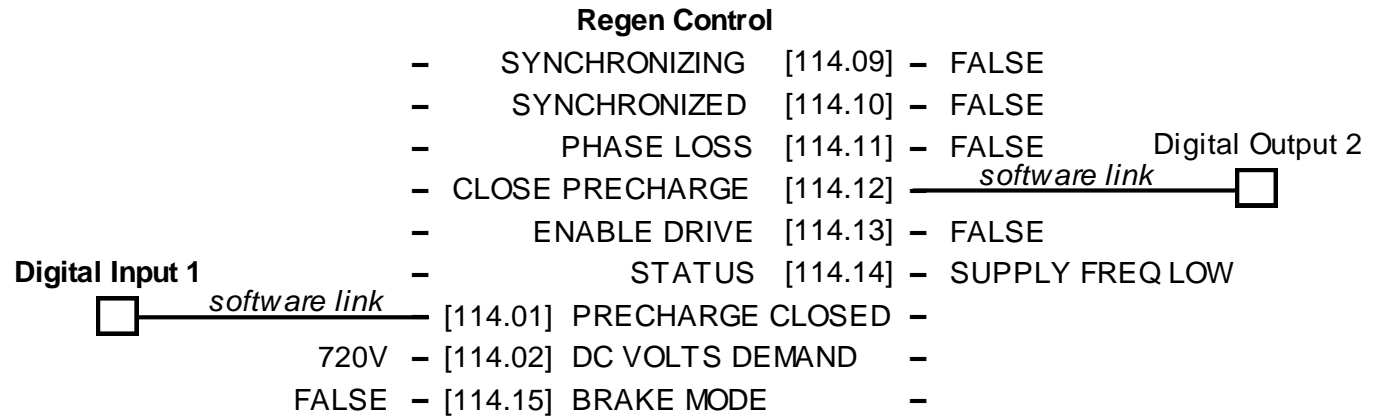 Regen Control
– SYNCHRONIZING [114.09] – FALSE
– SYNCHRONIZED [114.10] – FALSE
– PHASE LOSS [114.11] – FALSE Digital Output 2
– CLOSE PRECHARGE [114.12] – software link
– ENABLE DRIVE [114.13] – FALSE
Digital Input 1 – STATUS [114.14] – SUPPLY FREQ LOW
software link – [114.01] PRECHARGE CLOSED –
720V – [114.02] DC VOLTS DEMAND –
FALSE – [114.15] BRAKE MODE –